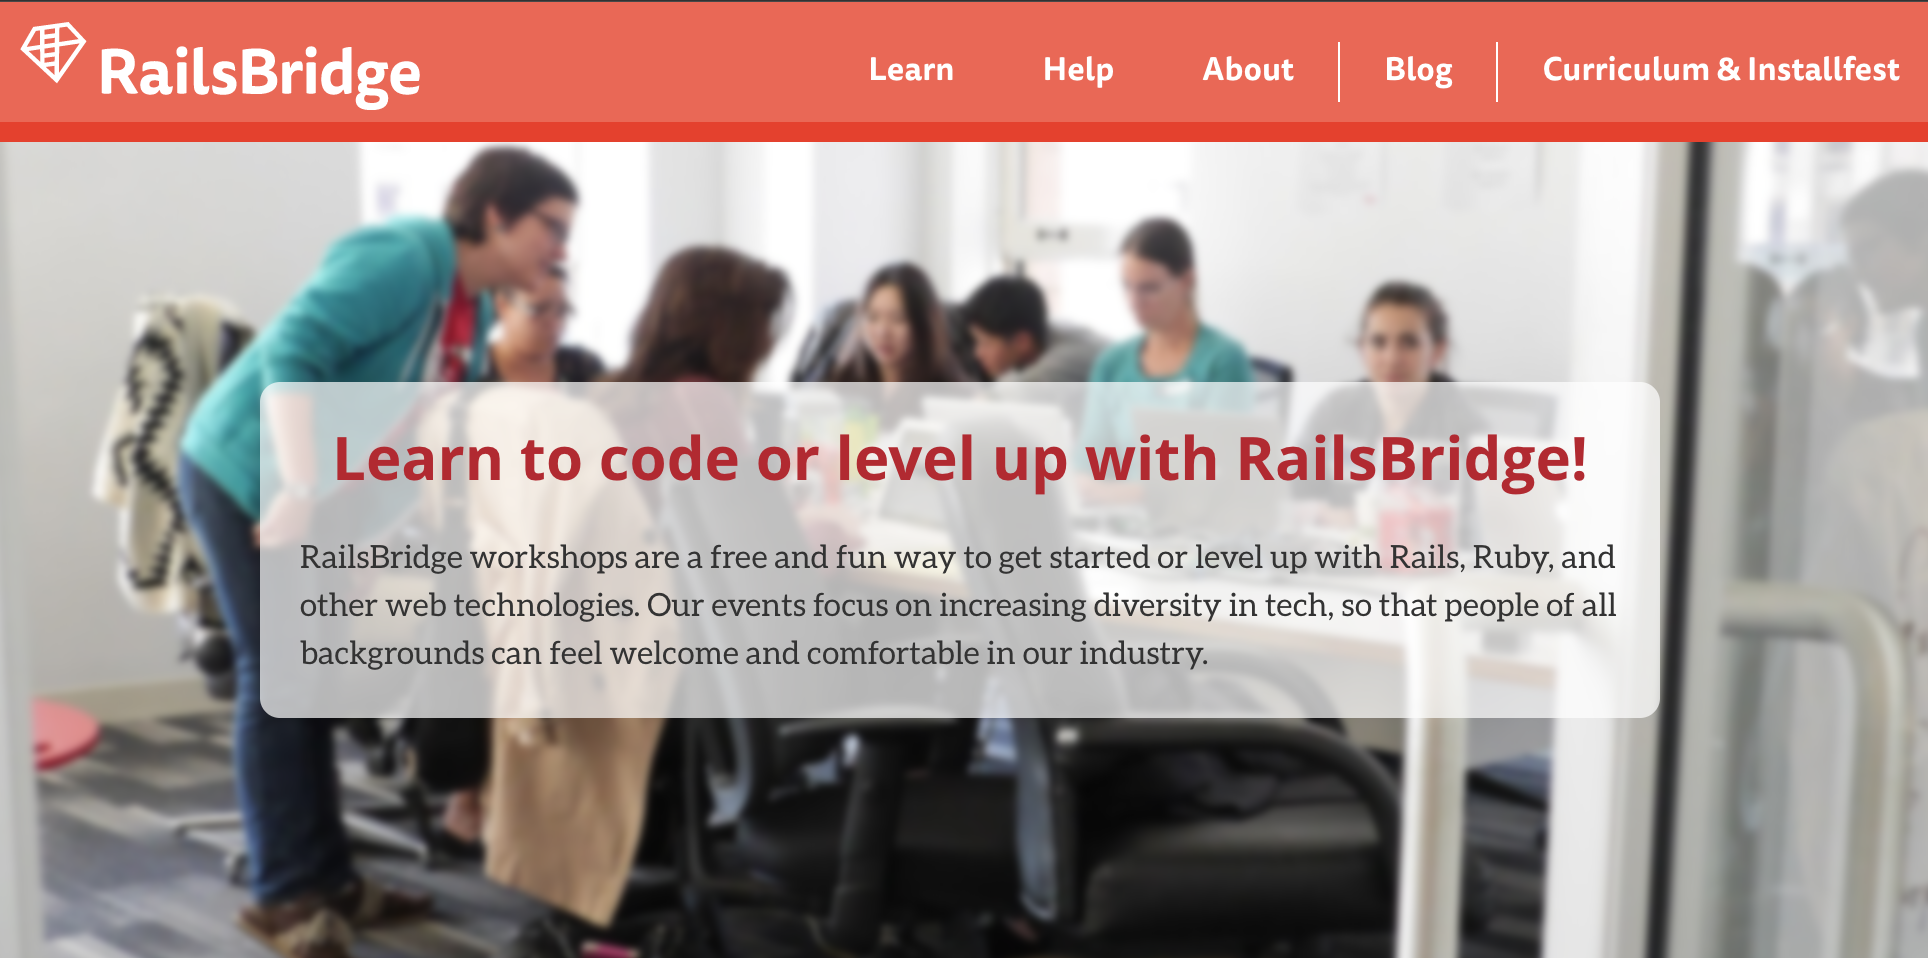 RailsBridge
Learn
Help
About
Blog
Curriculum & Installfest
Learn to code or level up with RailsBridge!
RailsBridge workshops are a free and fun way to get started or level up with Rails, Ruby, and
other web technologies. Our events focus on increasing diversity in tech, so that people of all
backgrounds can feel welcome and comfortable in our industry.